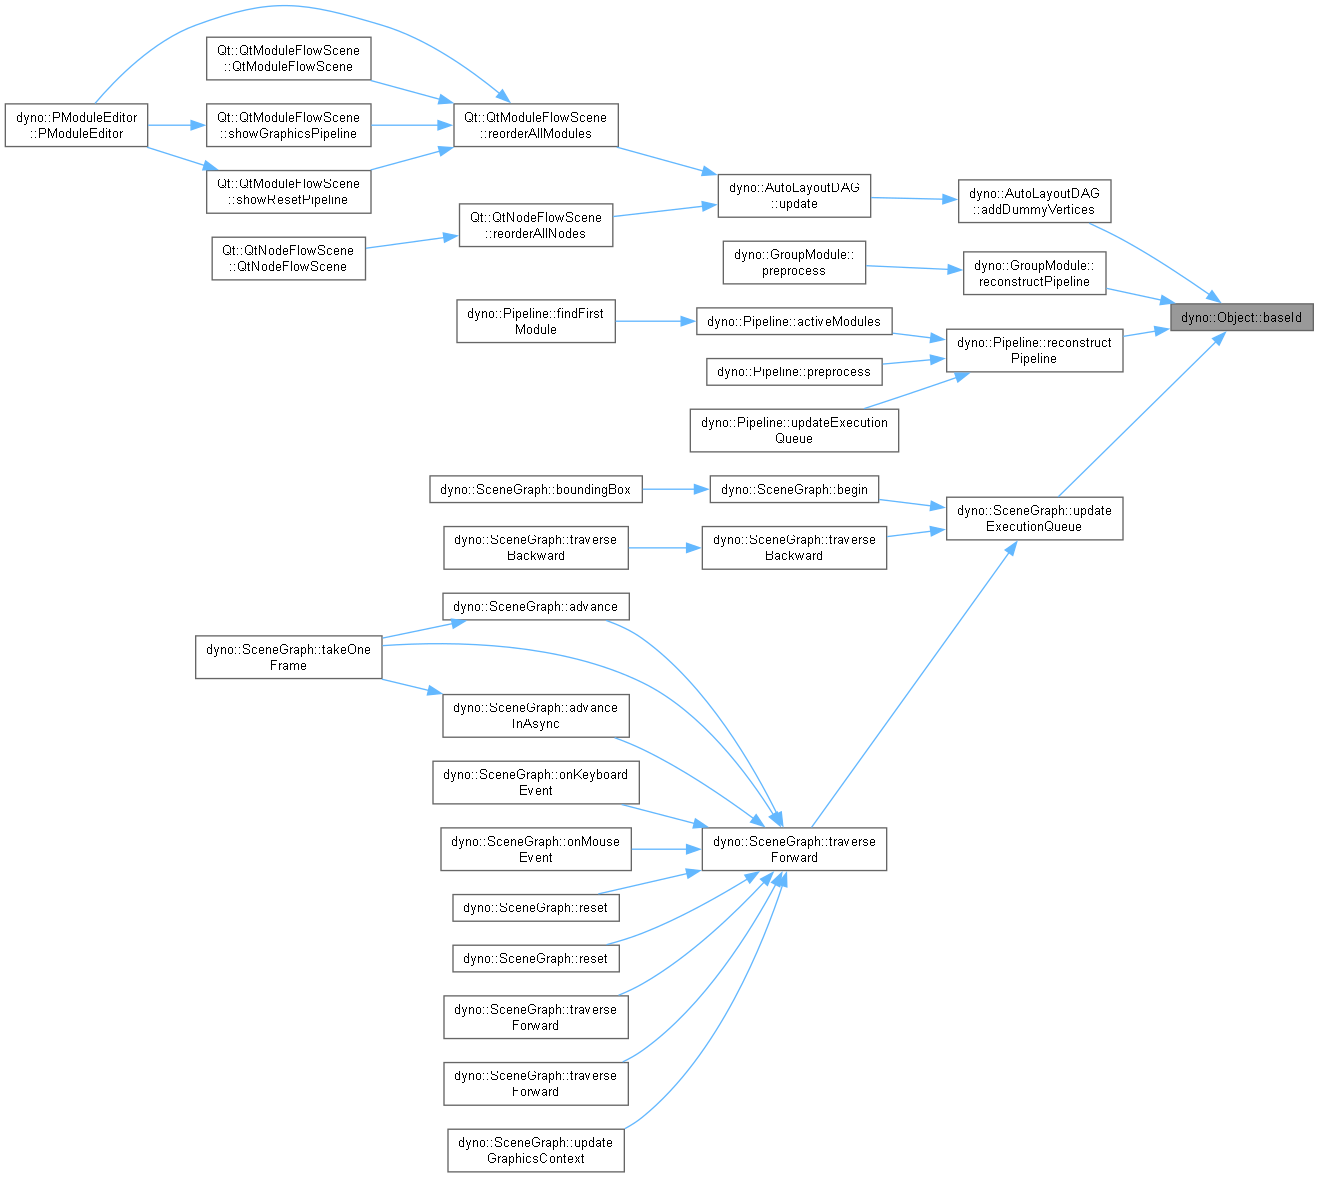 Qt::QtModuleFlowScene
::QtModuleFlowScene
dyno::PModuleEditor
::PModuleEditor
Qt::QtModuleFlowScene
::showGraphicsPipeline
Qt::QtModuleFlowScene
::reorderAllModules
Qt::QtModuleFlowScene
::showResetPipeline
dyno::AutoLayoutDAG
::update
dyno::AutoLayoutDAG
::addDummyVertices
Qt::QtNodeFlowScene
::reorderAllNodes
Qt::QtNodeFlowScene
::QtNodeFlowScene
dyno::GroupModule::
preprocess
dyno::GroupModule::
reconstructPipeline
dyno::Object::baseId
dyno::Pipeline::findFirst
Module
dyno::Pipeline::activeModules
dyno::Pipeline::reconstruct
Pipeline
dyno::Pipeline::preprocess
dyno::Pipeline::updateExecution
Queue
dyno::SceneGraph::boundingBox
dyno::SceneGraph::begin
dyno::SceneGraph::update
ExecutionQueue
dyno::SceneGraph::traverse
Backward
dyno::SceneGraph::traverse
Backward
dyno::SceneGraph::advance
dyno::SceneGraph::takeOne
Frame
dyno::SceneGraph::advance
InAsync
dyno::SceneGraph::onKeyboard
Event
dyno::SceneGraph::onMouse
Event
dyno::SceneGraph::traverse
Forward
dyno::SceneGraph::reset
dyno::SceneGraph::reset
dyno::SceneGraph::traverse
Forward
dyno::SceneGraph::traverse
Forward
dyno::SceneGraph::update
GraphicsContext